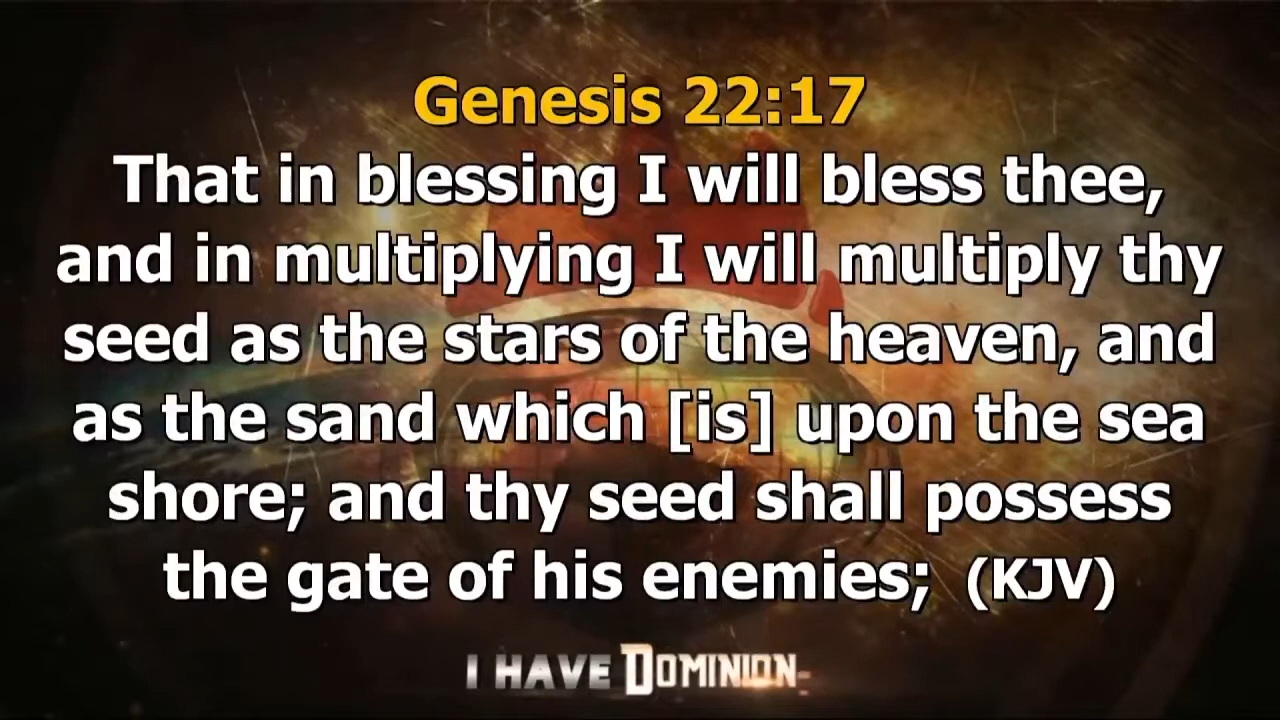 Genesis 22:17
That in blessing I will bless thee,
and in multiplying I will multiply thy
seed as the stars of the heaven, and
as the sand which [is] upon the sea
shore; and thy seed shall possess
the gate of his enemies; (KJV)
I HAVE DOMINION